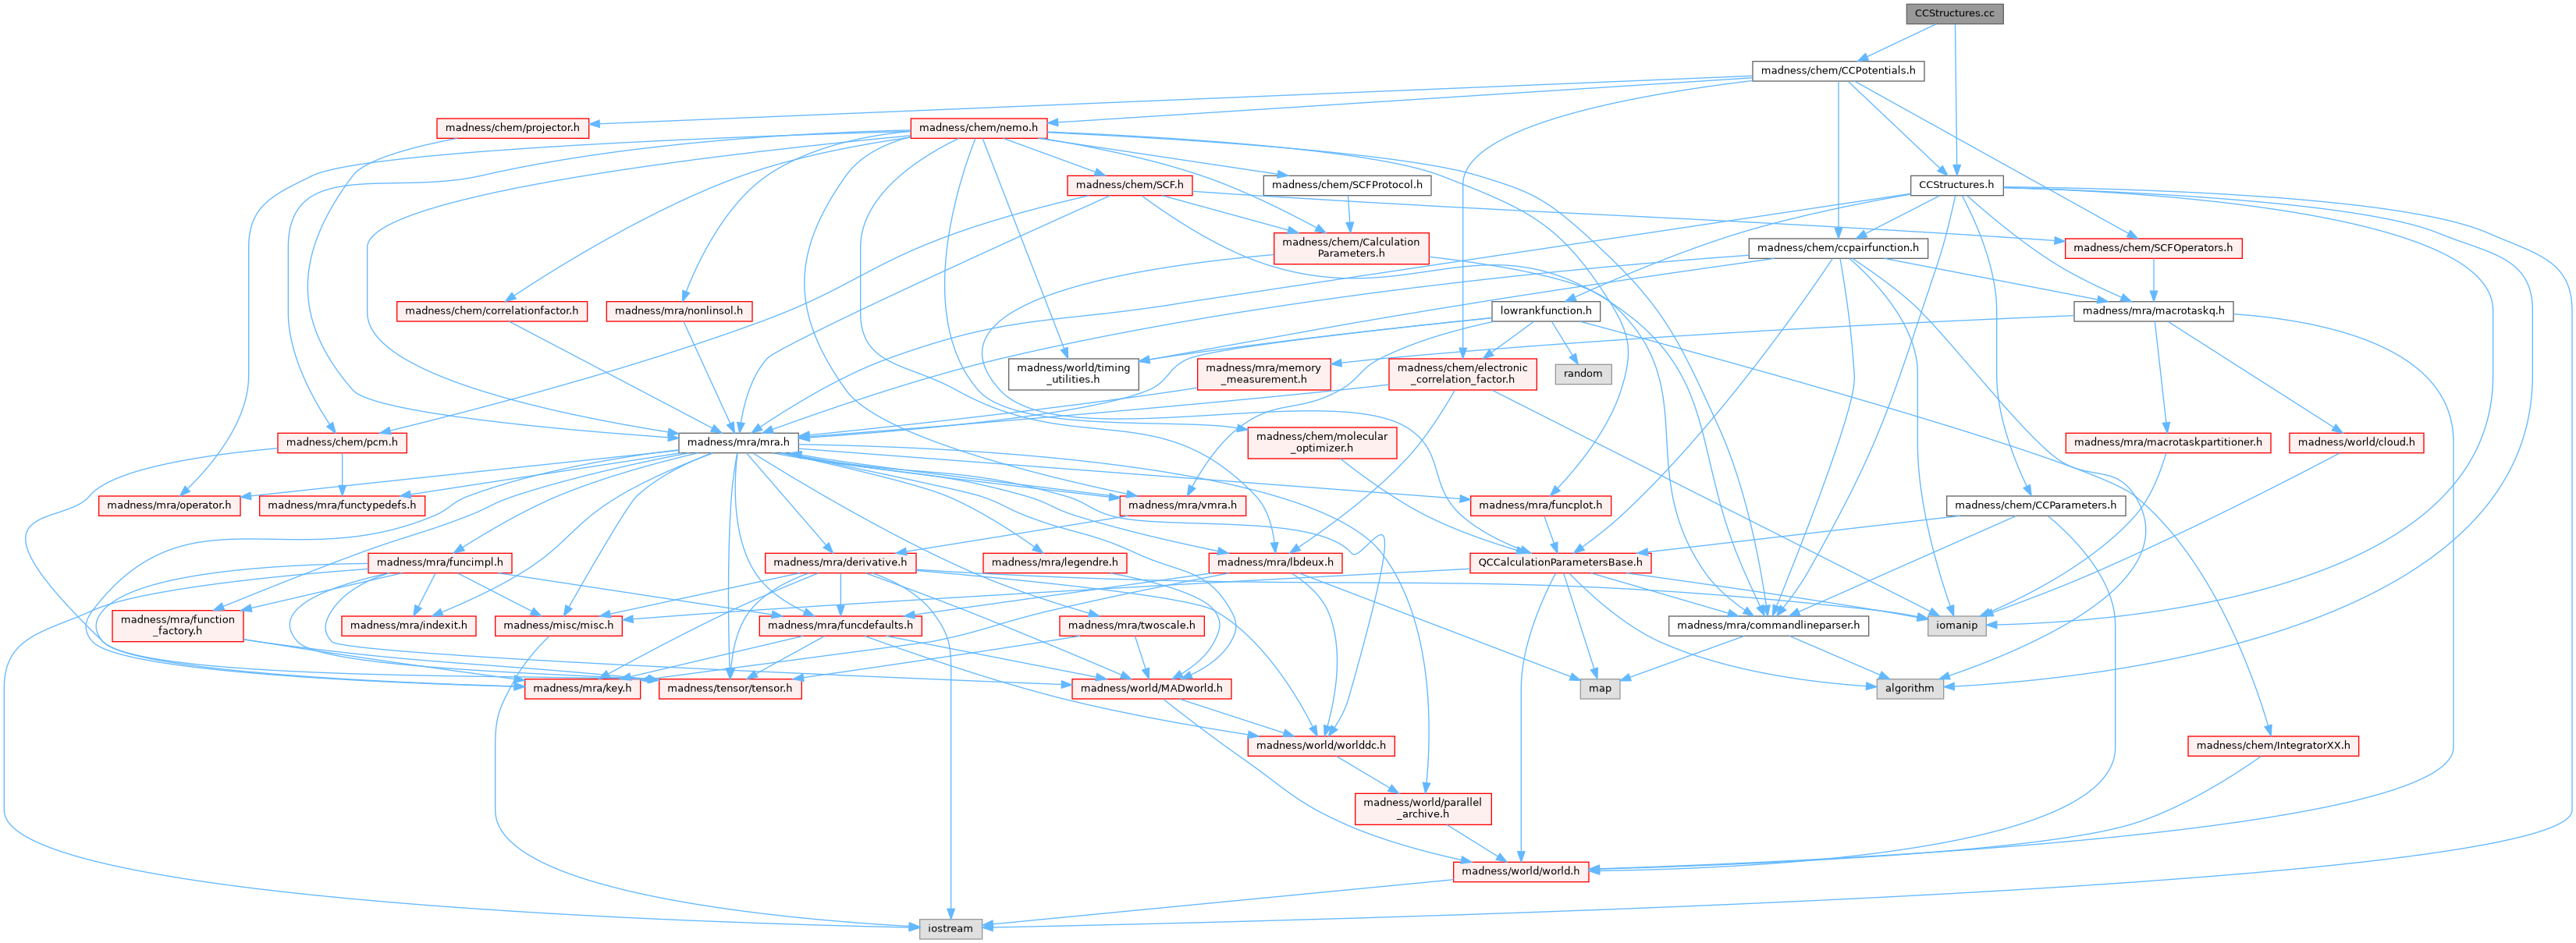 CCStructures.cc
madness/chem/CCPotentials.h
madness/chem/projector.h
madness/chem/nemo.h
madness/chem/SCF.h
madness/chem/SCFProtocol.h
CCStructures.h
madness/chem/Calculation
Parameters.h
madness/chem/ccpairfunction.h
madness/chem/SCFOperators.h
madness/chem/correlationfactor.h
madness/mra/nonlinsol.h
lowrankfunction.h
madness/mra/macrotaskq.h
madness/world/timing
_utilities.h
madness/mra/memory
_measurement.h
madness/chem/electronic
_correlation_factor.h
random
madness/chem/pcm.h
madness/mra/mra.h
madness/chem/molecular
_optimizer.h
madness/mra/macrotaskpartitioner.h
madness/world/cloud.h
madness/mra/operator.h
madness/mra/functypedefs.h
madness/mra/vmra.h
madness/mra/funcplot.h
madness/chem/CCParameters.h
madness/mra/funcimpl.h
madness/mra/derivative.h
madness/mra/legendre.h
madness/mra/lbdeux.h
QCCalculationParametersBase.h
madness/mra/function
_factory.h
madness/mra/indexit.h
madness/misc/misc.h
madness/mra/funcdefaults.h
madness/mra/twoscale.h
madness/mra/commandlineparser.h
iomanip
madness/mra/key.h
madness/tensor/tensor.h
madness/world/MADworld.h
map
algorithm
madness/world/worlddc.h
madness/chem/IntegratorXX.h
madness/world/parallel
_archive.h
madness/world/world.h
iostream